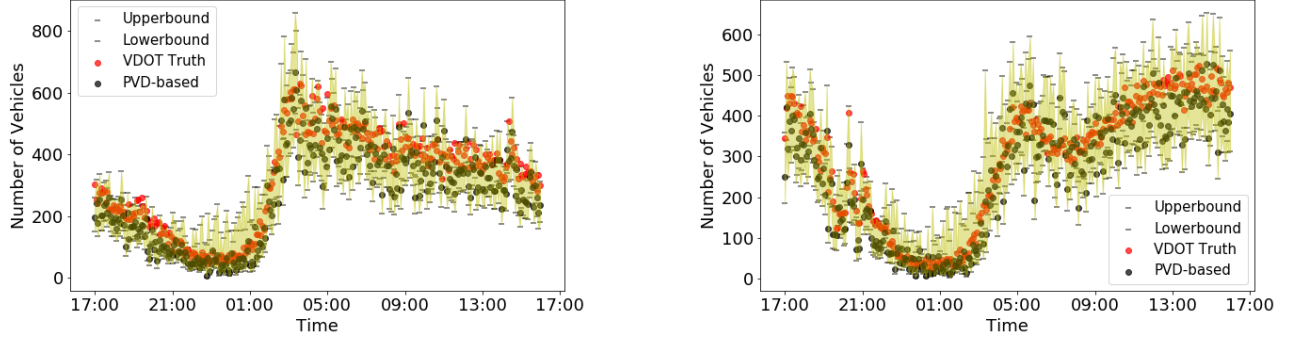 Number of Vehicles
800
600
400
200
0
Upperbound
Lowerbound
VDOT Truth
PVD-based
17:00 21:00 01:00 05:00 09:00 13:00 17:00
Time
Number of Vehicles
600
500
400
300
200
100
0
Upperbound
Lowerbound
VDOT Truth
PVD-based
17:00 21:00 01:00 05:00 09:00 13:00 17:00
Time